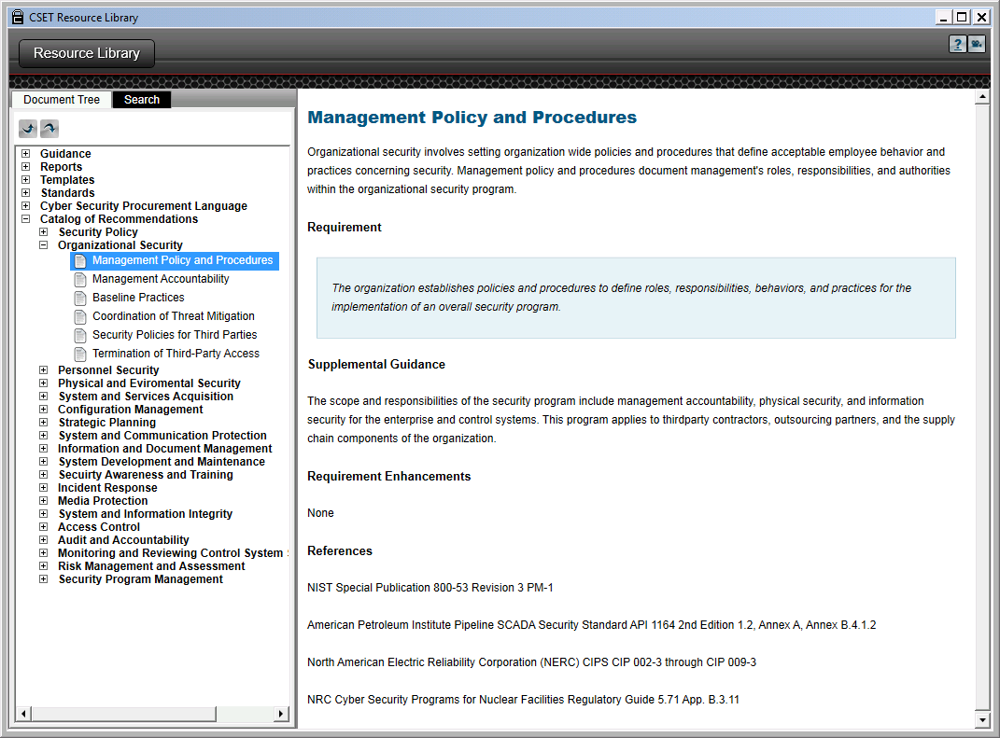 CSET Resource Library
Resource Library
Document Tree
Search
Guidance
Reports
Templates
Standards
Cyber Security Procurement Language
Catalog of Recommendations
Security Policy
Organizational Security
Management Policy and Procedures
Management Accountability
Baseline Practices
Coordination of Threat Mitigation
Security Policies for Third Parties
Termination of Third-Party Access
Personnel Security
Physical and Eviromental Security
System and Services Acquisition
Configuration Management
Strategic Planning
System and Communication Protection
Information and Document Management
System Development and Maintenance
Secuirty Awareness and Training
Incident Response
Media Protection
System and Information Integrity
Access Control
Audit and Accountability
Monitoring and Reviewing Control System
Risk Management and Assessment
Security Program Management
Management Policy and Procedures
Organizational security involves setting organization wide policies and procedures that define acceptable employee behavior and
practices concerning security. Management policy and procedures document management's roles, responsibilities, and authorities
within the organizational security program.
Requirement
The organization establishes policies and procedures to define roles, responsibilities, behaviors, and practices for the
implementation of an overall security program.
Supplemental Guidance
The scope and responsibilities of the security program include management accountability, physical security, and information
security for the enterprise and control systems. This program applies to thirdparty contractors, outsourcing partners, and the supply
chain components of the organization.
Requirement Enhancements
None
References
NIST Special Publication 800-53 Revision 3 PM-1
American Petroleum Institute Pipeline SCADA Security Standard API 1164 2nd Edition 1.2, Annex A, Annex B.4.1.2
North American Electric Reliability Corporation (NERC) CIPS CIP 002-3 through CIP 009-3
NRC Cyber Security Programs for Nuclear Facilities Regulatory Guide 5.71 App. B.3.11